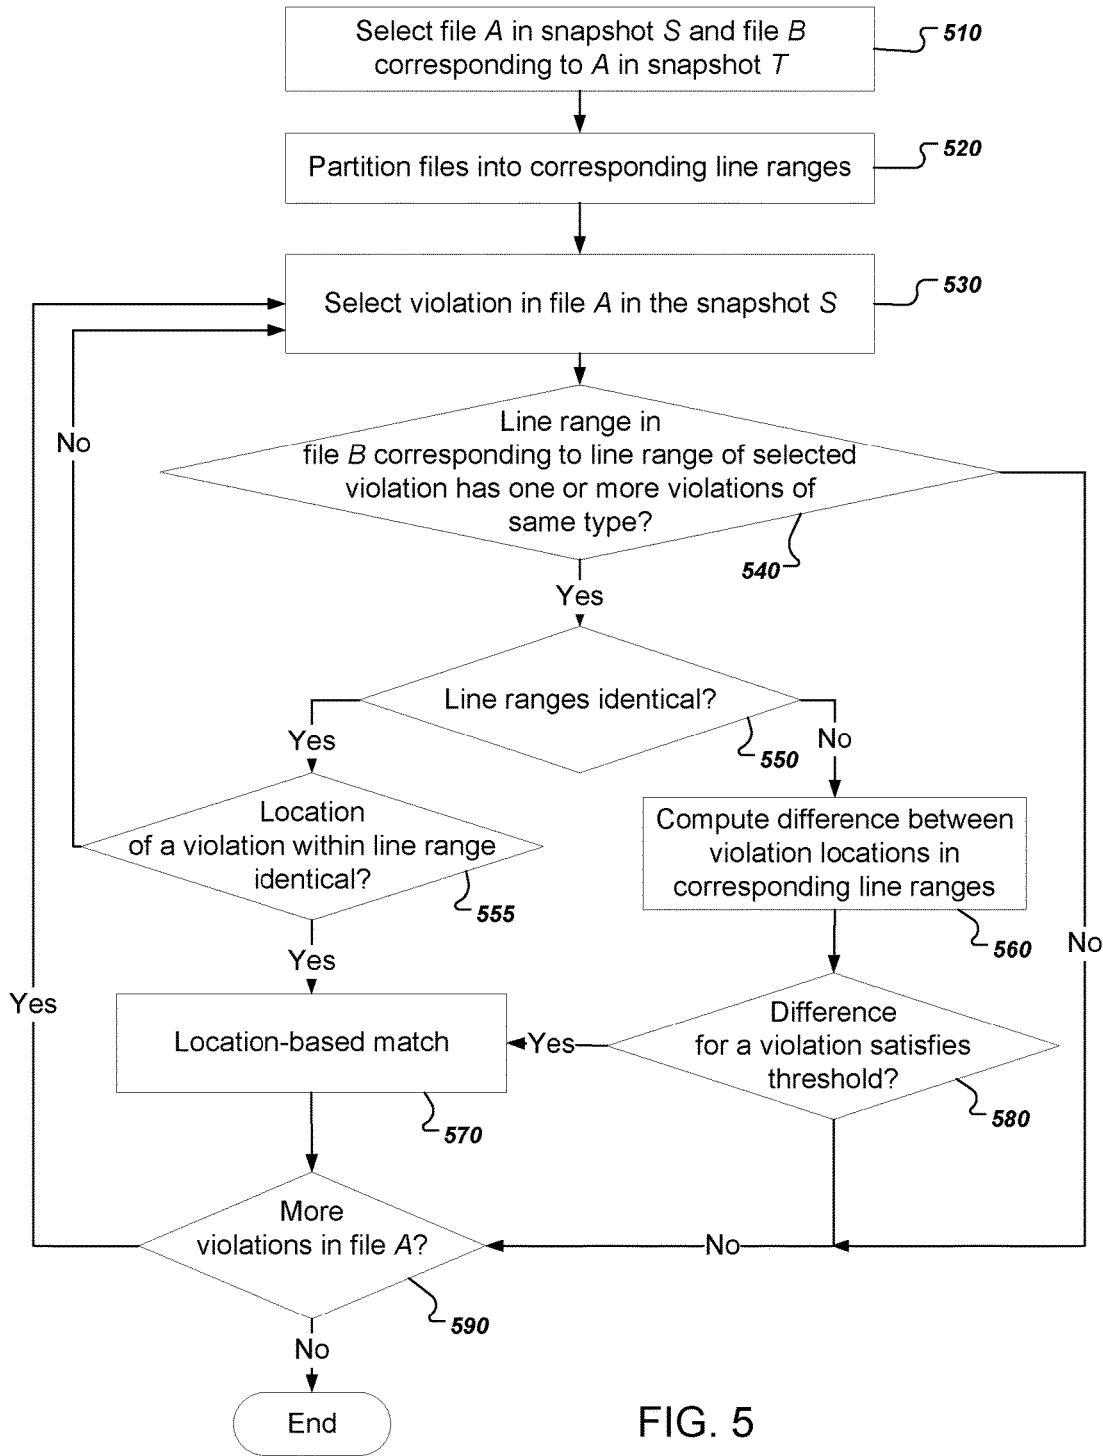 Select file A in snapshot S and file B
corresponding to A in snapshot T
510
Partition files into corresponding line ranges
520
Select violation in file A in the snapshot S
530
No
Line range in
file B corresponding to line range of selected
violation has one or more violations of
same type?
540
Yes
Line ranges identical?
550
Yes
No
Location
of a violation within line range
identical?
555
Compute difference between
violation locations in
corresponding line ranges
560
No
Yes
Yes
Location-based match
570
Yes
Difference
for a violation satisfies
threshold?
580
More
violations in file A?
590
No
No
End
FIG. 5